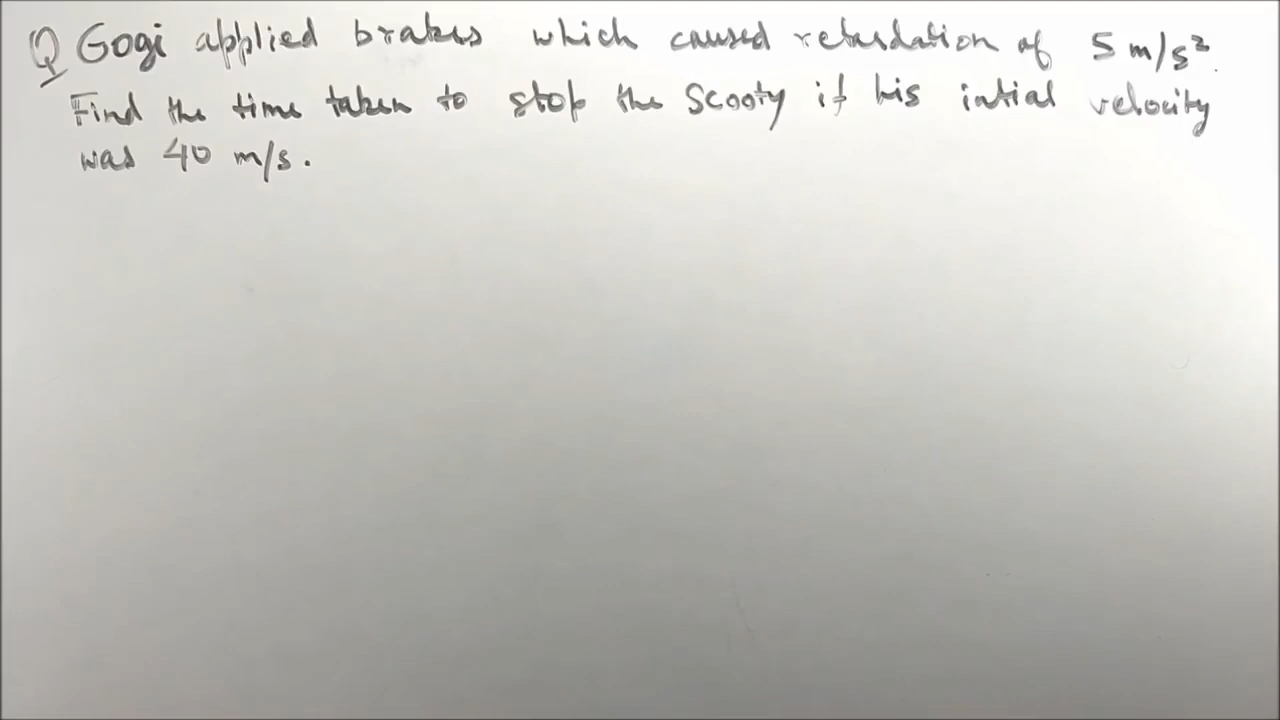 Q Gogi applied brakes which caused retardation of 5 m/s².
Find the time taken to stop the Scooty if his intial velocity
was 40 m/s.